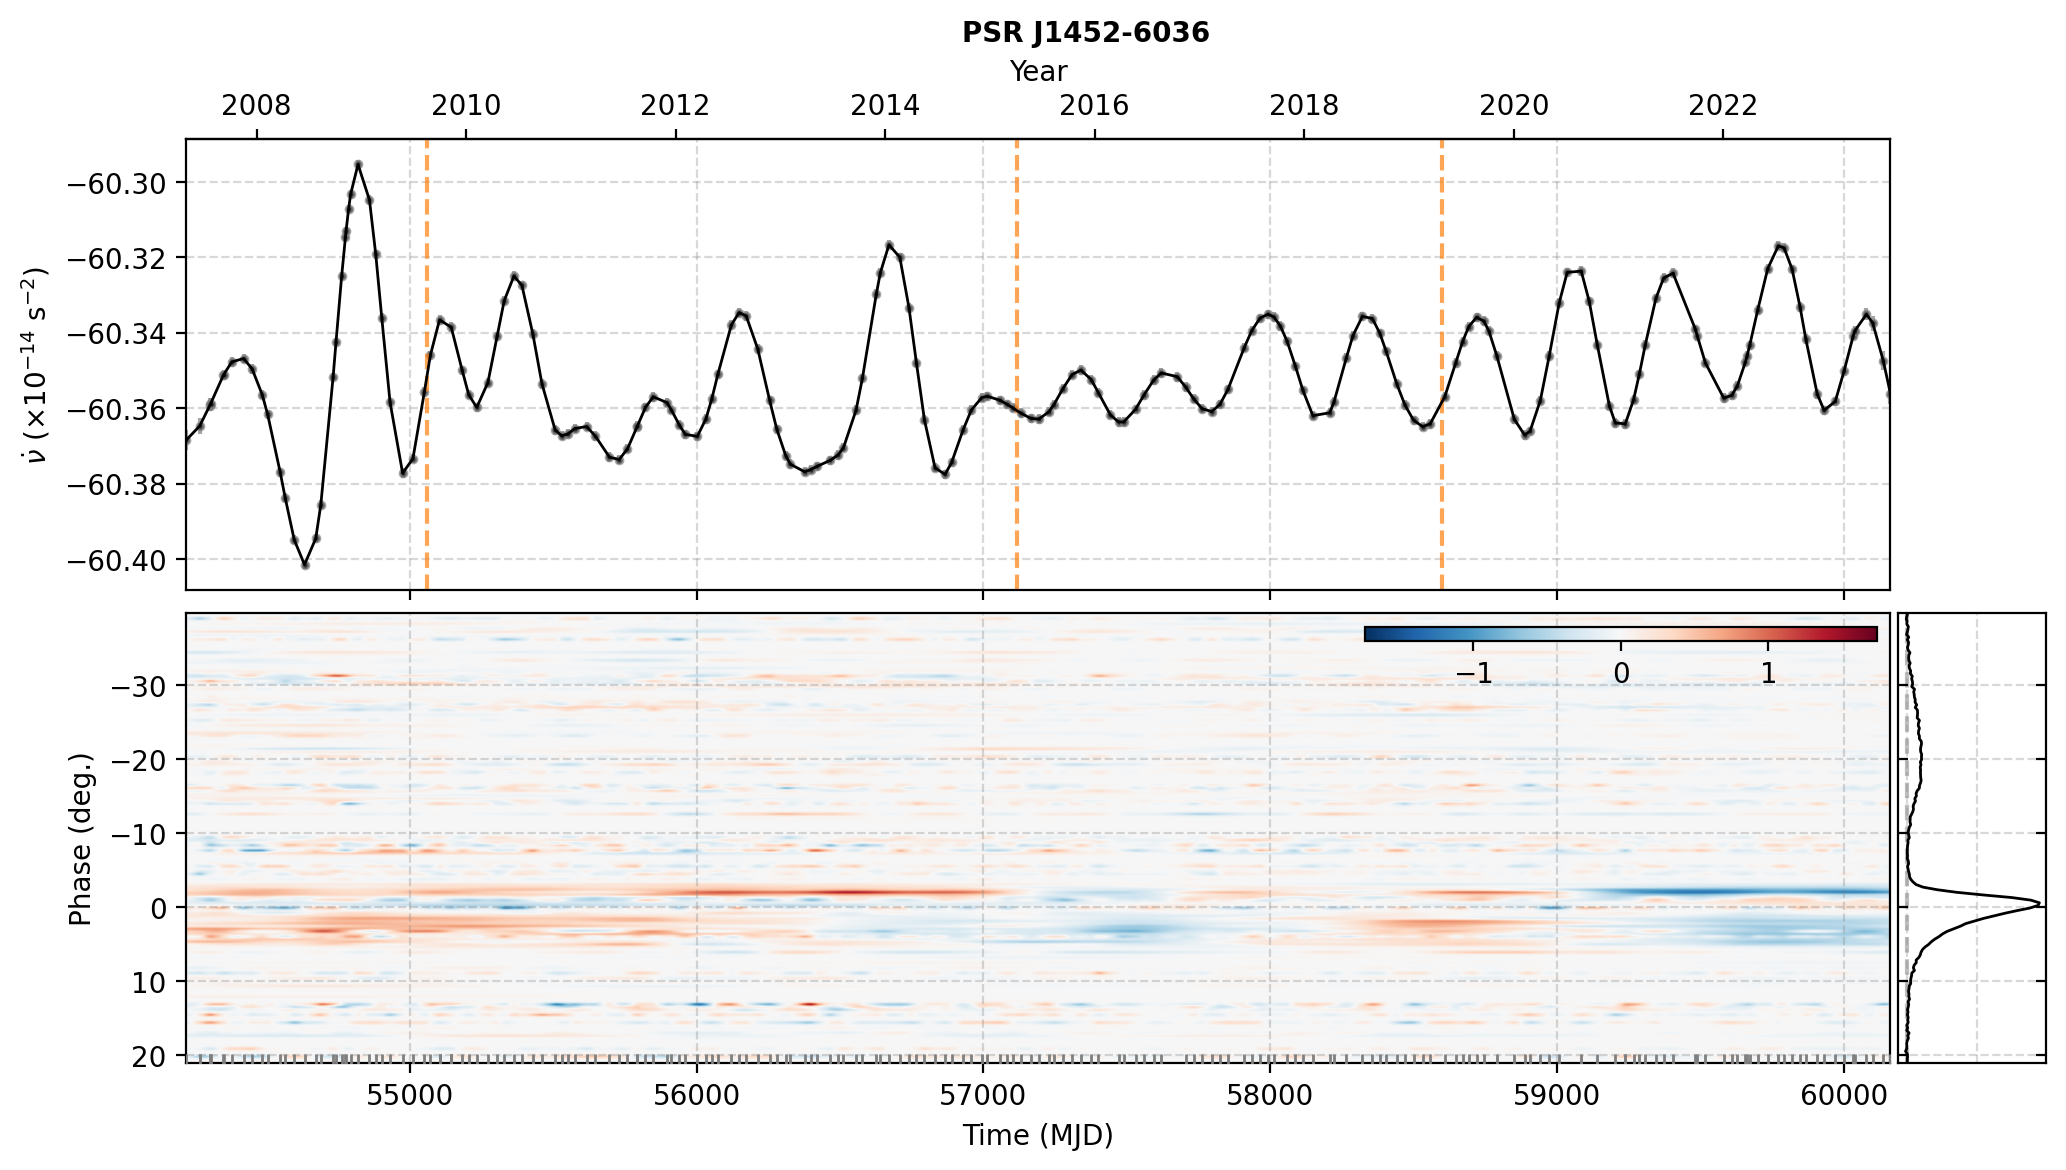 PSR J1452-6036
Year
2008 2010 2012 2014 2016 2018 2020 2022
−60.30
−60.32
−60.34
−60.36
−60.38
−60.40
ν̇ (×10⁻¹⁴ s⁻²)
−1 0 1
−30
−20
−10
0
10
20
Phase (deg.)
55000 56000 57000 58000 59000 60000
Time (MJD)